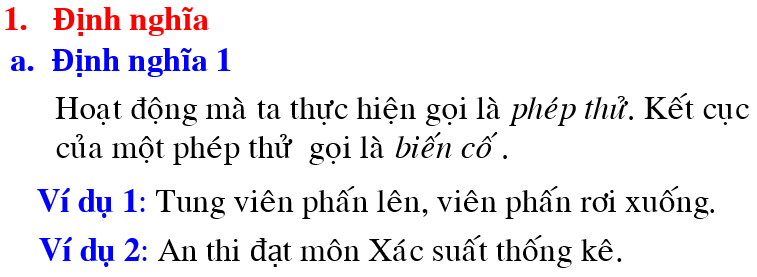 1. Định nghĩa
a. Định nghĩa 1
Hoạt động mà ta thực hiện gọi là phép thử. Kết cục
của một phép thử gọi là biến cố .
Ví dụ 1: Tung viên phấn lên, viên phấn rơi xuống.
Ví dụ 2: An thi đạt môn Xác suất thống kê.